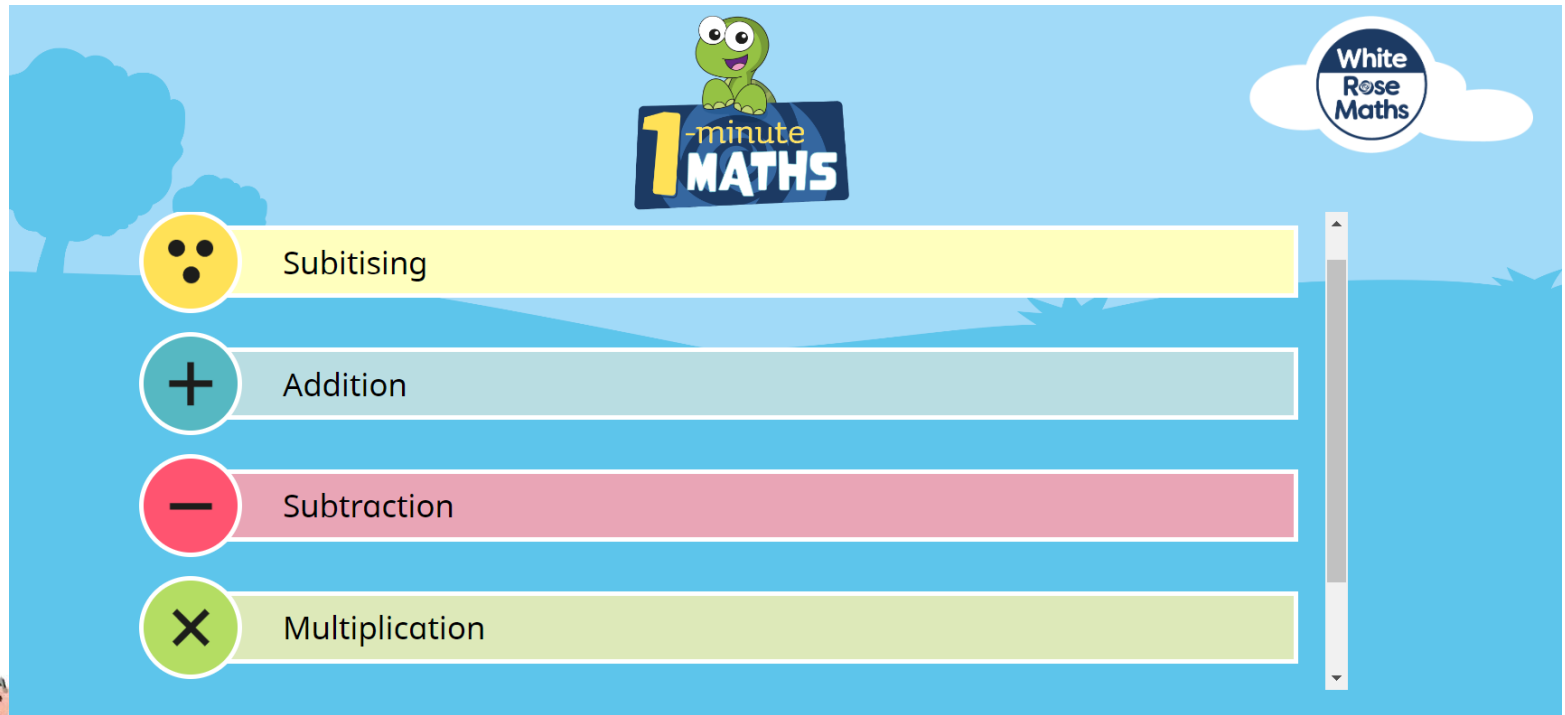 1-minute
MATHS
White
Rose
Maths
Subitising
Addition
Subtraction
Multiplication